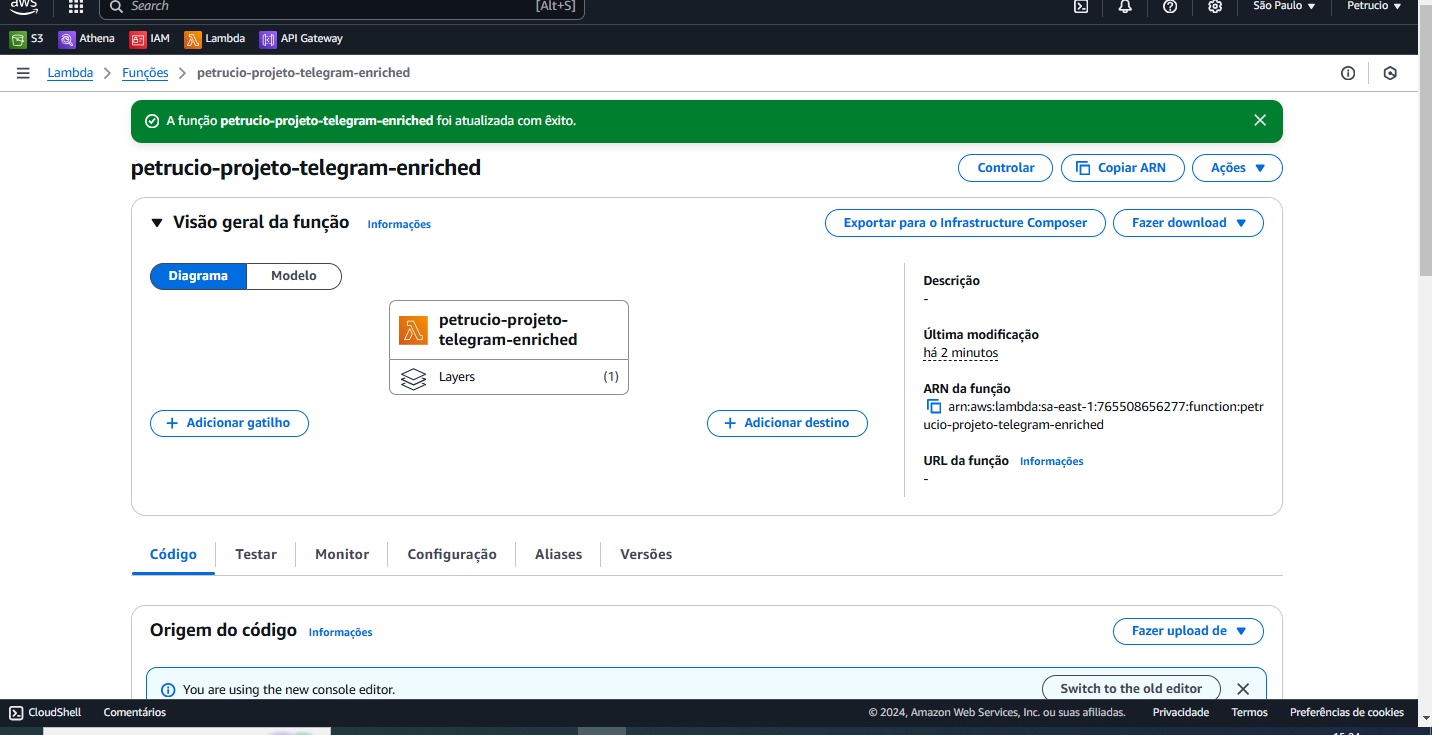 aws
Search [Alt+S] São Paulo ▼ Petrucio ▼
S3 Athena IAM Lambda API Gateway
Lambda > Funções > petrucio-projeto-telegram-enriched
A função petrucio-projeto-telegram-enriched foi atualizada com êxito.
petrucio-projeto-telegram-enriched
Controlar
Copiar ARN
Ações ▼
▼ Visão geral da função Informações
Exportar para o Infrastructure Composer
Fazer download ▼
Diagrama
Modelo
petrucio-projeto-
telegram-enriched
Layers (1)
+ Adicionar gatilho
+ Adicionar destino
Descrição
-
Última modificação
há 2 minutos
ARN da função
arn:aws:lambda:sa-east-1:765508656277:function:petr
ucio-projeto-telegram-enriched
URL da função Informações
-
Código Testar Monitor Configuração Aliases Versões
Origem do código Informações
Fazer upload de ▼
You are using the new console editor.
Switch to the old editor
CloudShell Comentários © 2024, Amazon Web Services, Inc. ou suas afiliadas. Privacidade Termos Preferências de cookies